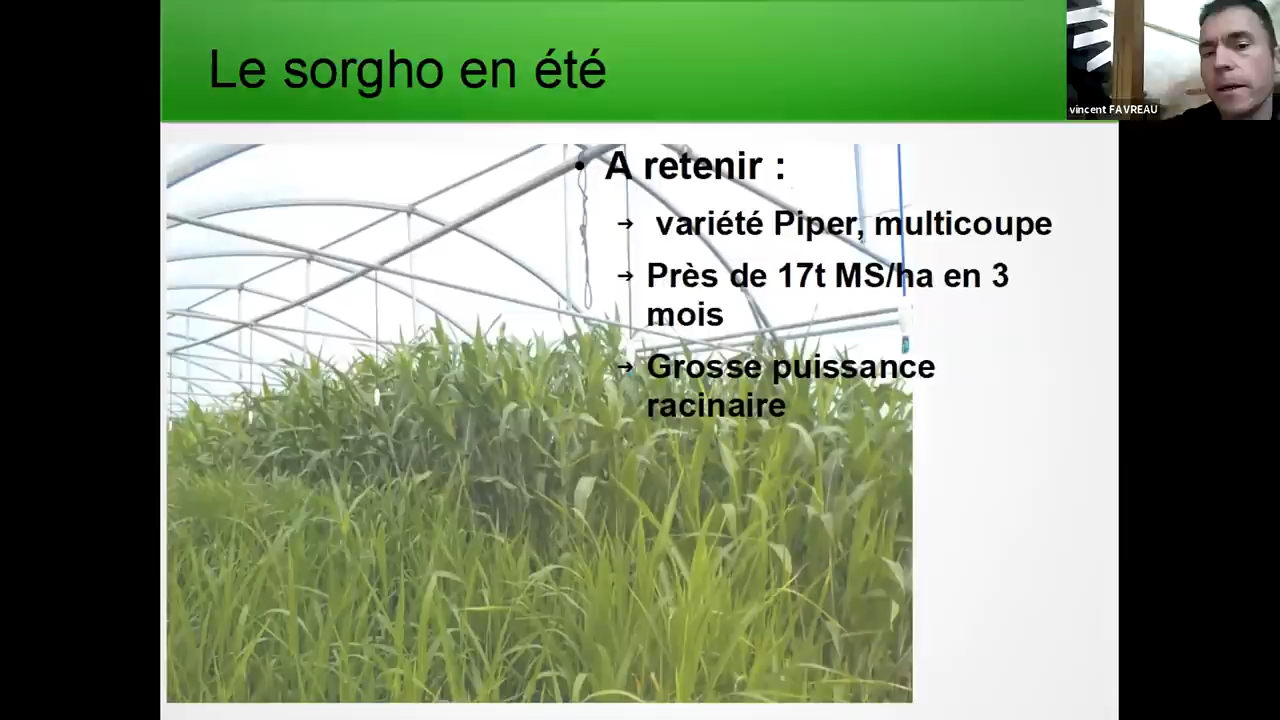 Le sorgho en été
vincent FAVREAU
• A retenir :
➔ variété Piper, multicoupe
➔ Près de 17t MS/ha en 3
mois
➔ Grosse puissance
racinaire